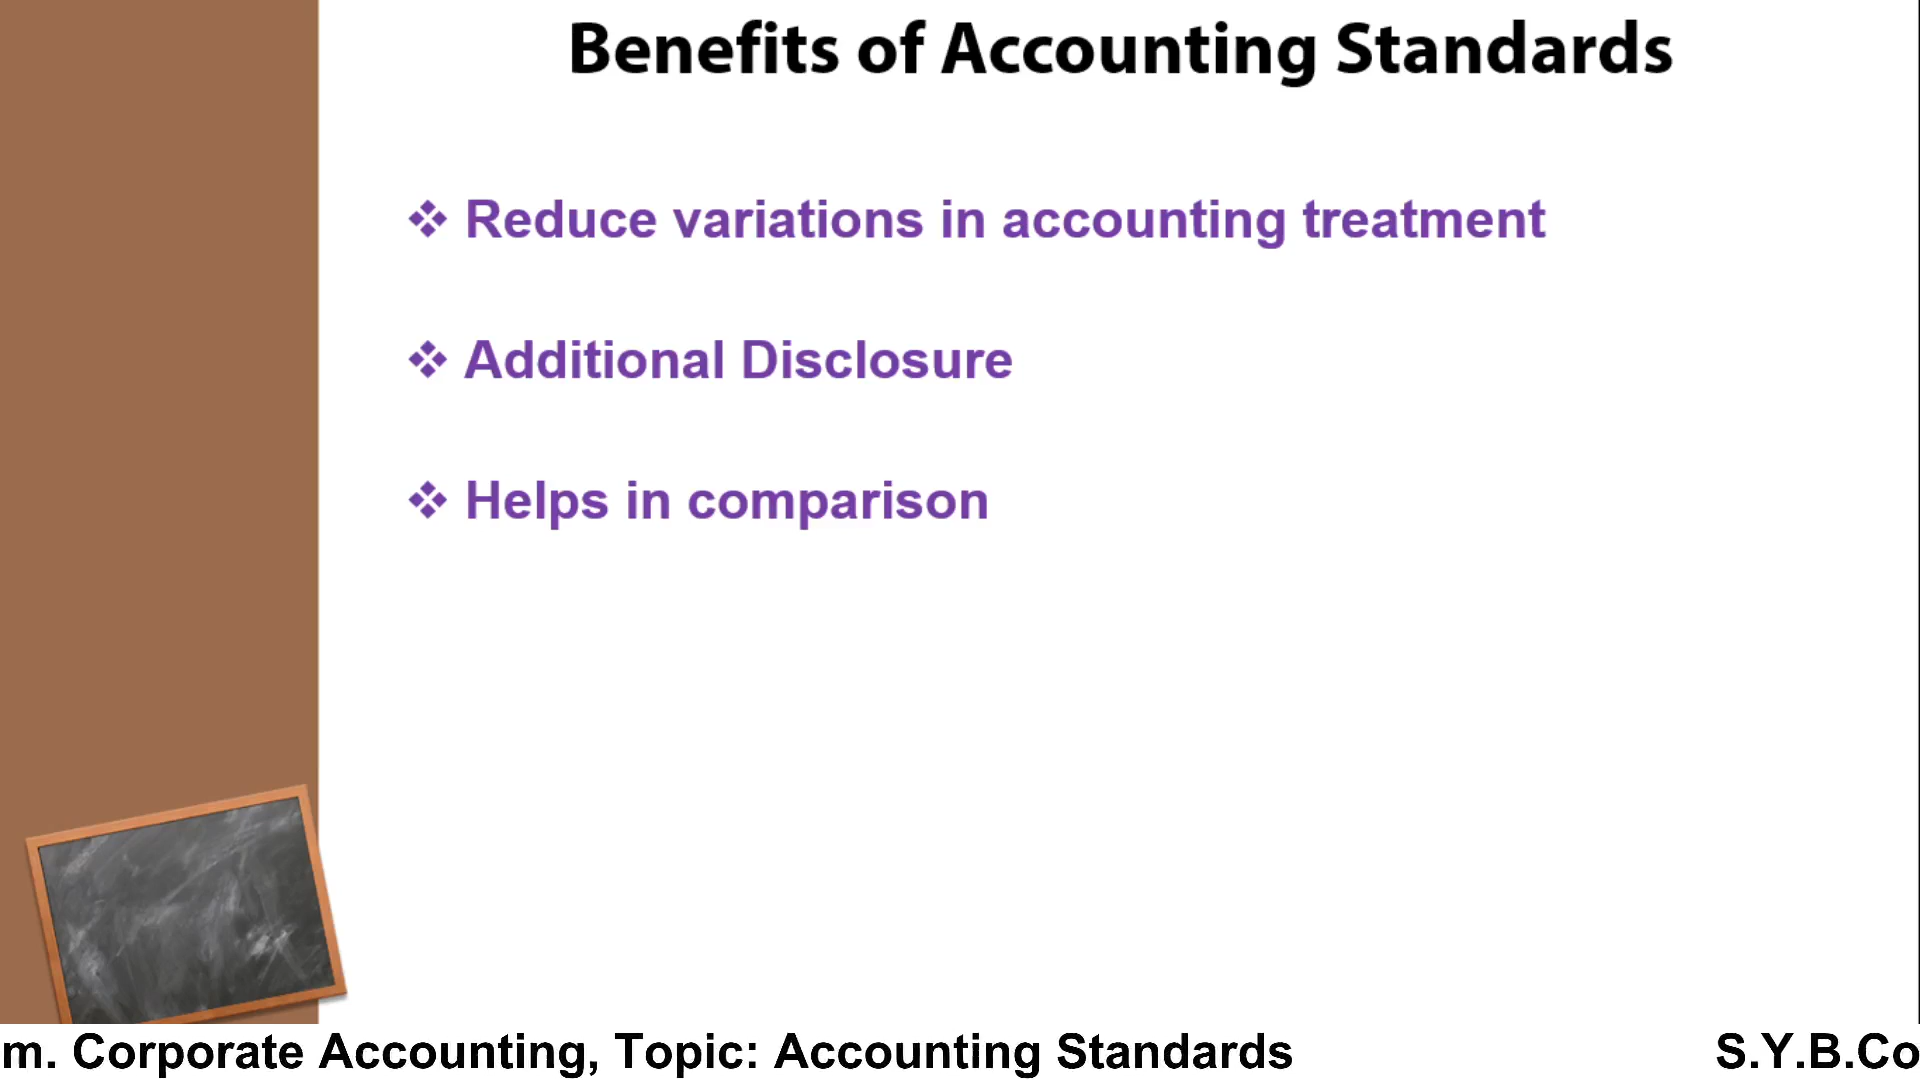 Benefits of Accounting Standards
❖ Reduce variations in accounting treatment
❖ Additional Disclosure
❖ Helps in comparison
m. Corporate Accounting, Topic: Accounting Standards S.Y.B.Co